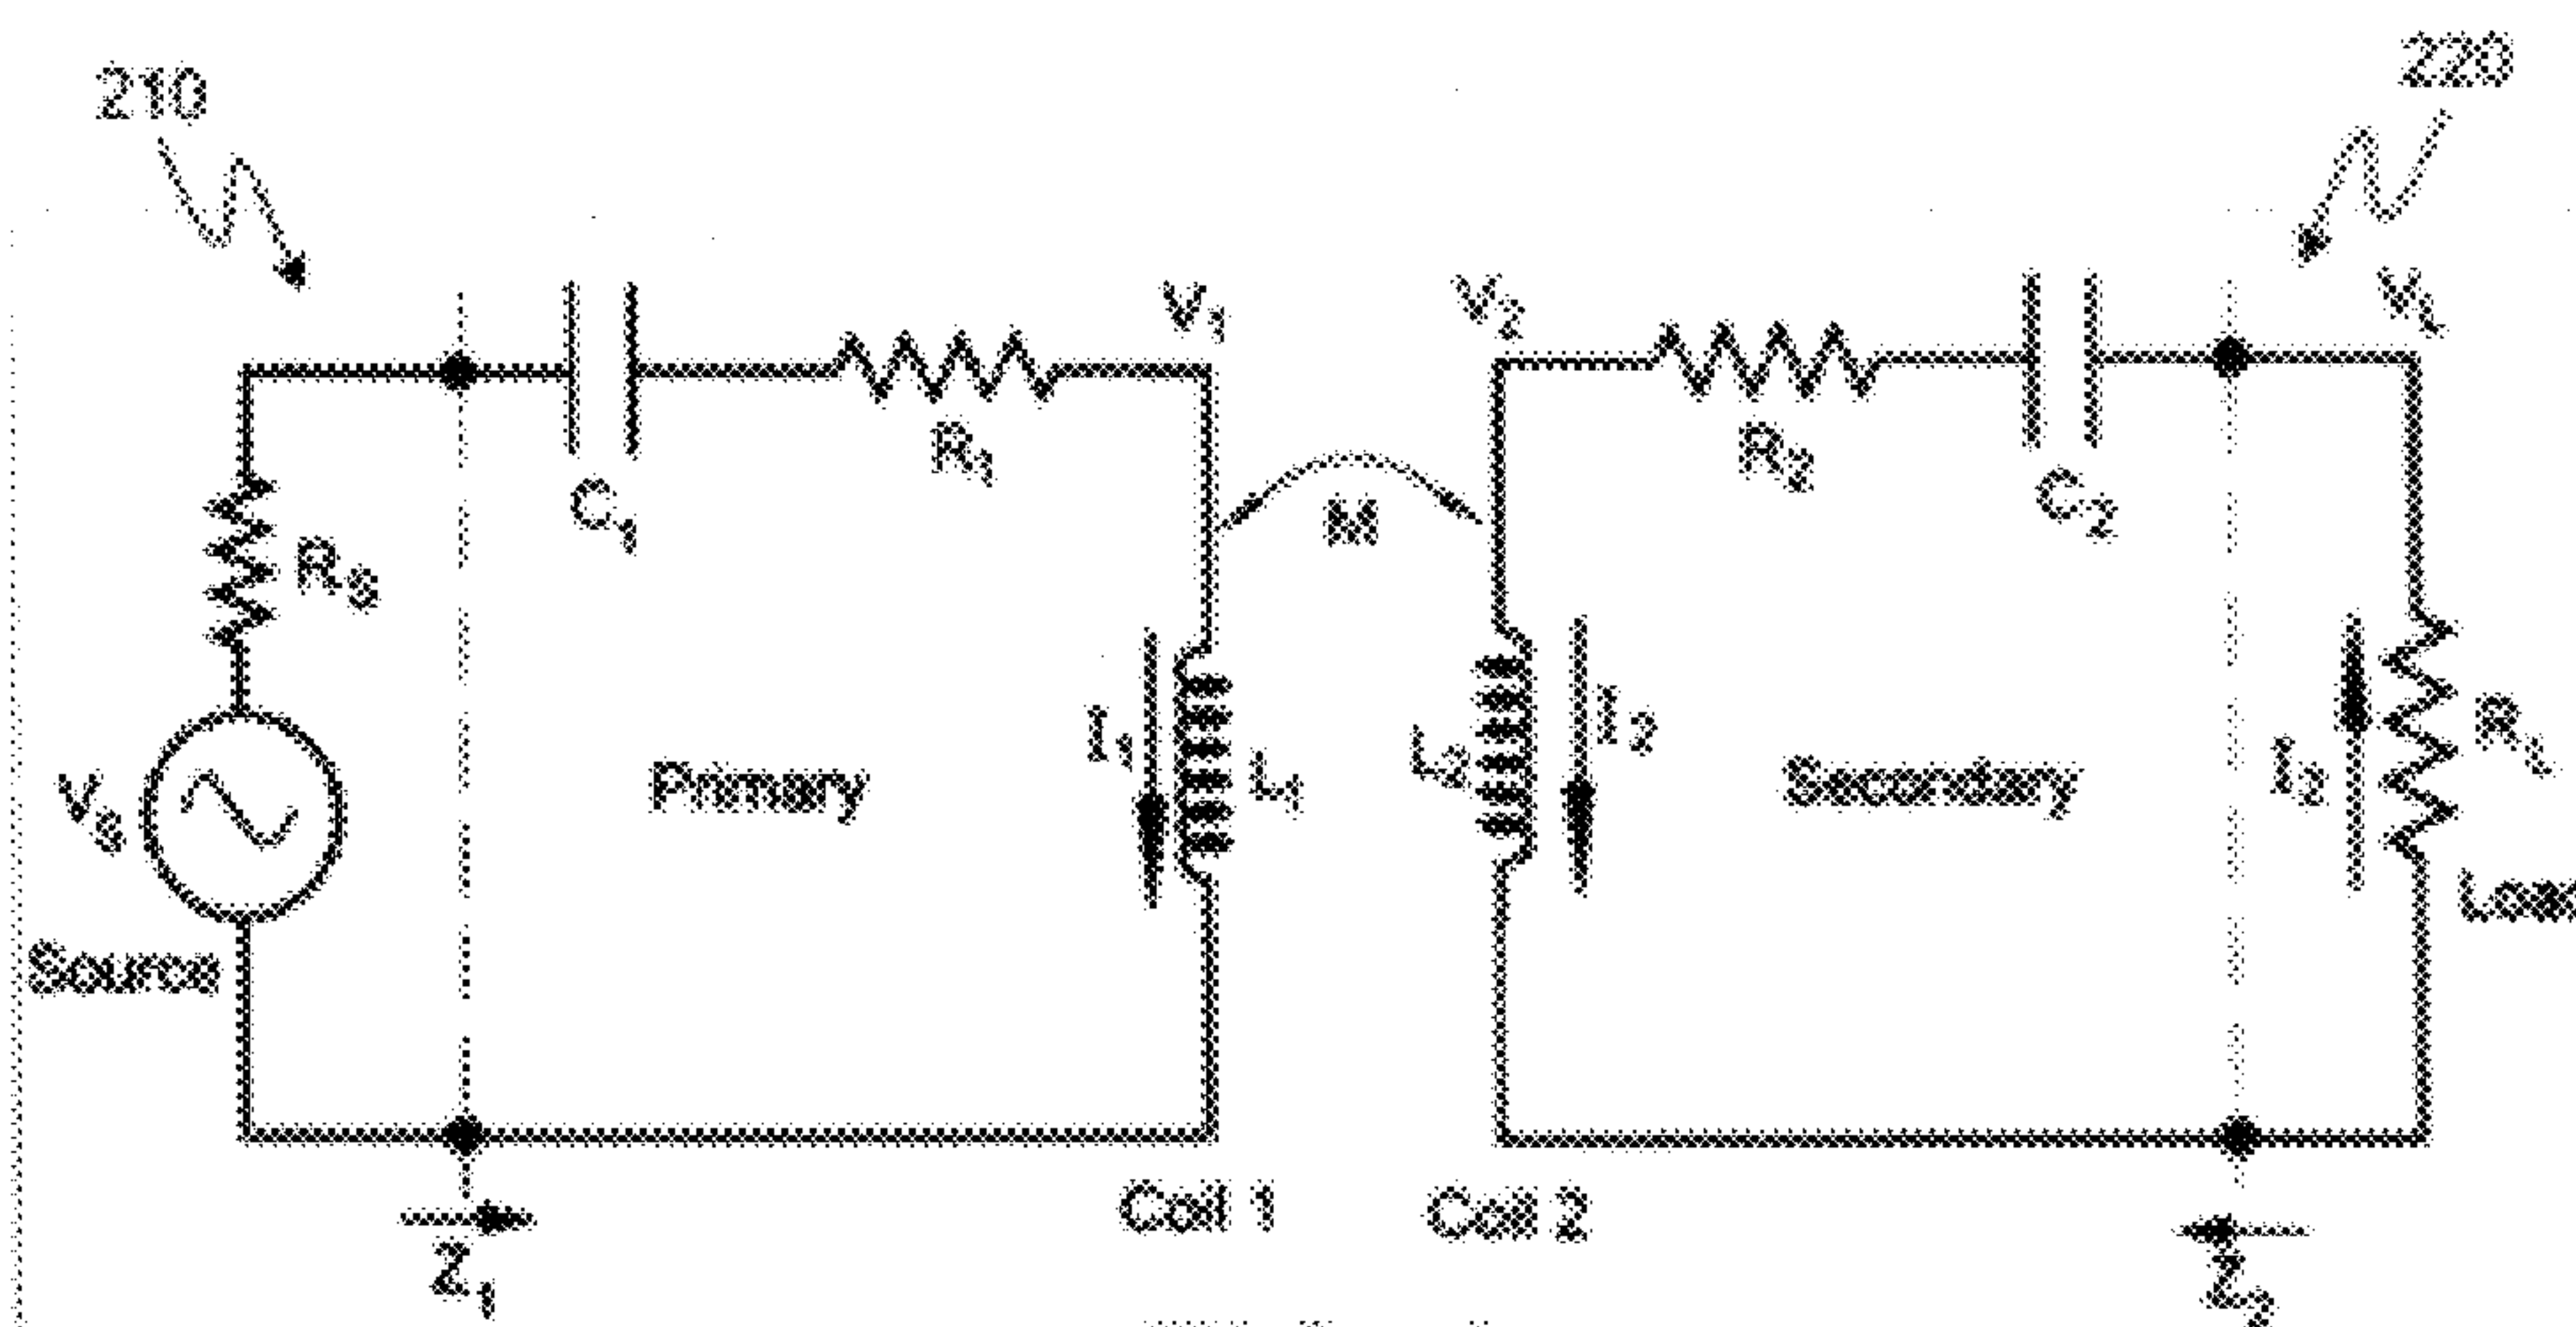 210
220
V1
V2
VL
R1
R2
C1
C2
M
RS
I1
L1
L2
I2
I2
RL
VS
Primary
Secondary
Source
Load
Coil 1
Coil 2
Z1
Z2